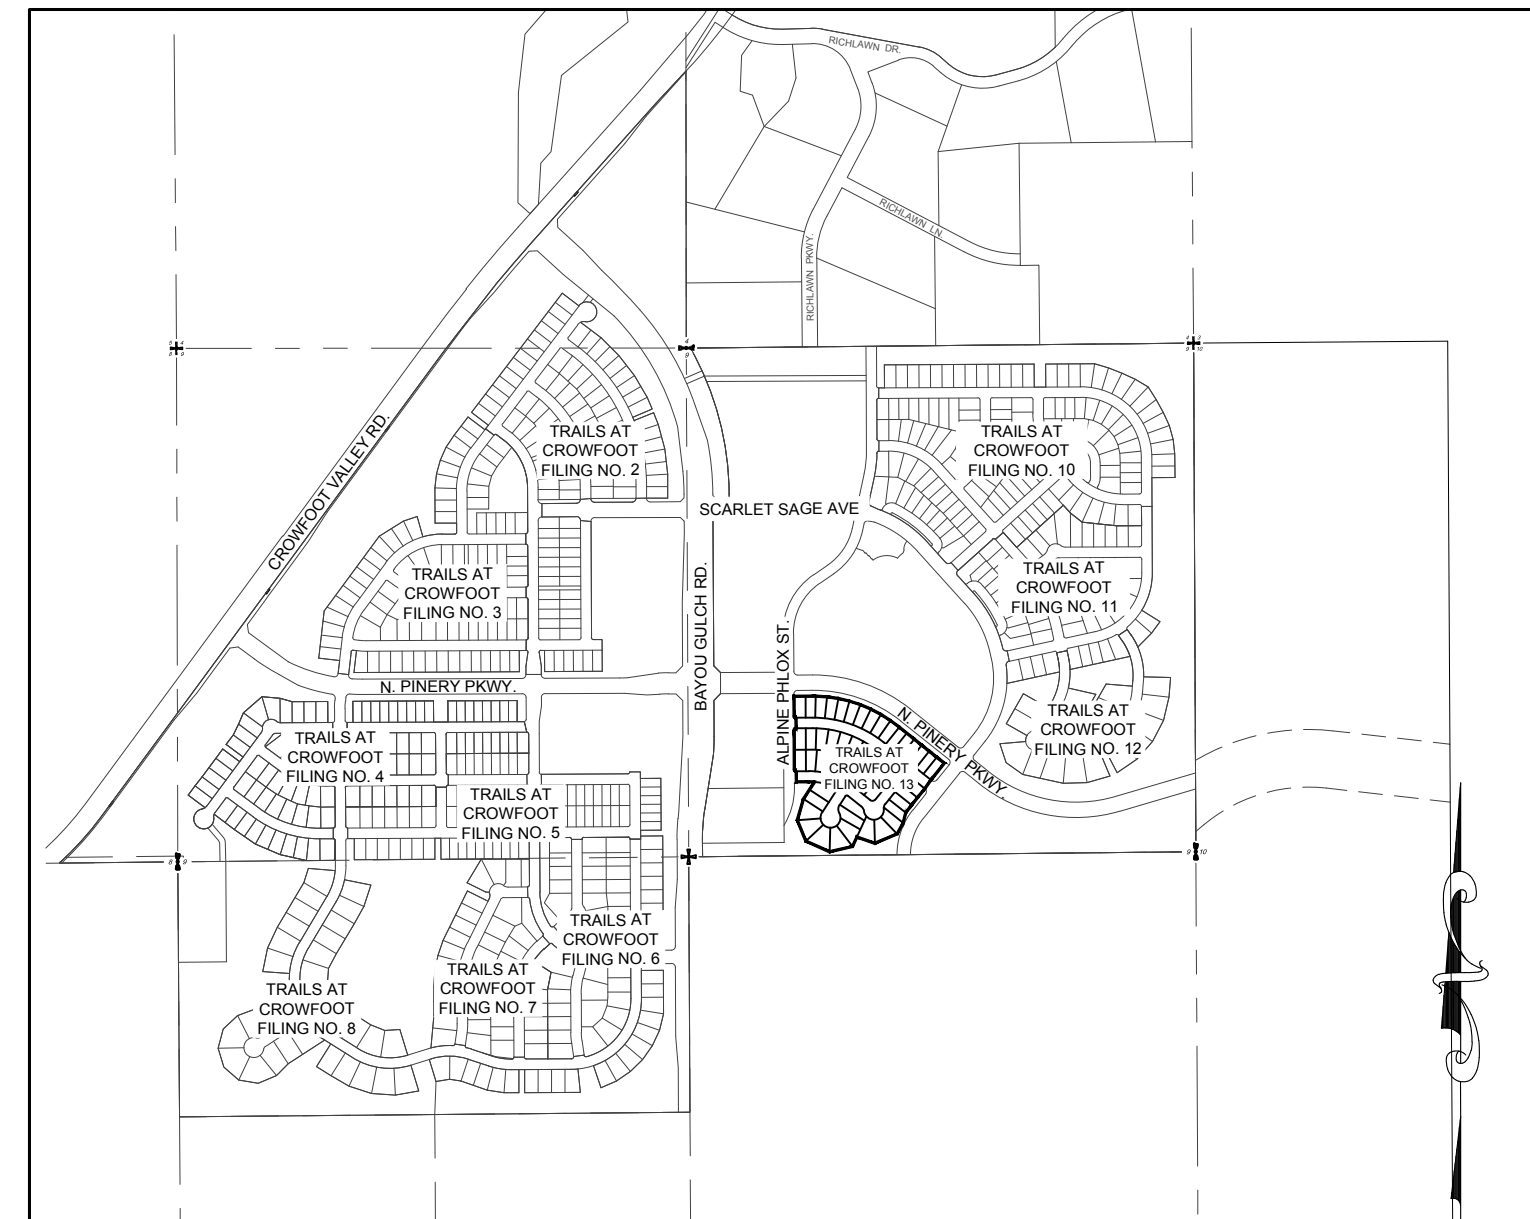 RICHLAWN DR.
RICHLAWN LN.
RICHLAWN PKWY.
CROWFOOT VALLEY RD.
TRAILS AT
CROWFOOT
FILING NO. 2
TRAILS AT
CROWFOOT
FILING NO. 10
SCARLET SAGE AVE
TRAILS AT
CROWFOOT
FILING NO. 3
TRAILS AT
CROWFOOT
FILING NO. 11
BAYOU GULCH RD.
ALPINE PHLOX ST.
N. PINERY PKWY.
N. PINERY PKWY.
TRAILS AT
CROWFOOT
FILING NO. 12
TRAILS AT
CROWFOOT
FILING NO. 4
TRAILS AT
CROWFOOT
FILING NO. 13
TRAILS AT
CROWFOOT
FILING NO. 5
TRAILS AT
CROWFOOT
FILING NO. 6
TRAILS AT
CROWFOOT
FILING NO. 7
TRAILS AT
CROWFOOT
FILING NO. 8